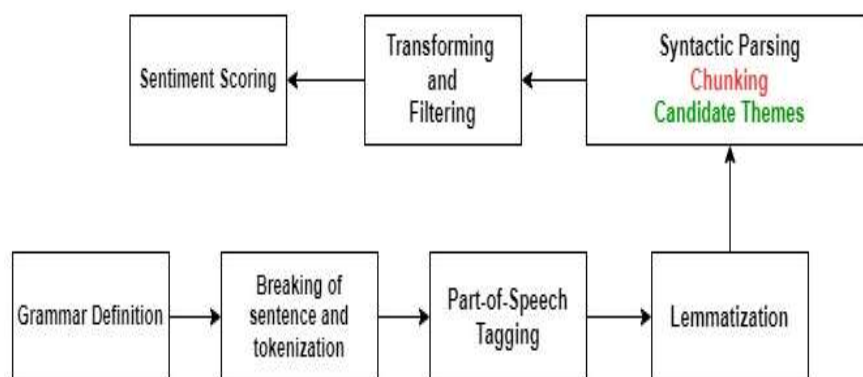 Sentiment Scoring
Transforming
and
Filtering
Syntactic Parsing
Chunking
Candidate Themes
Grammar Definition
Breaking of
sentence and
tokenization
Part-of-Speech
Tagging
Lemmatization